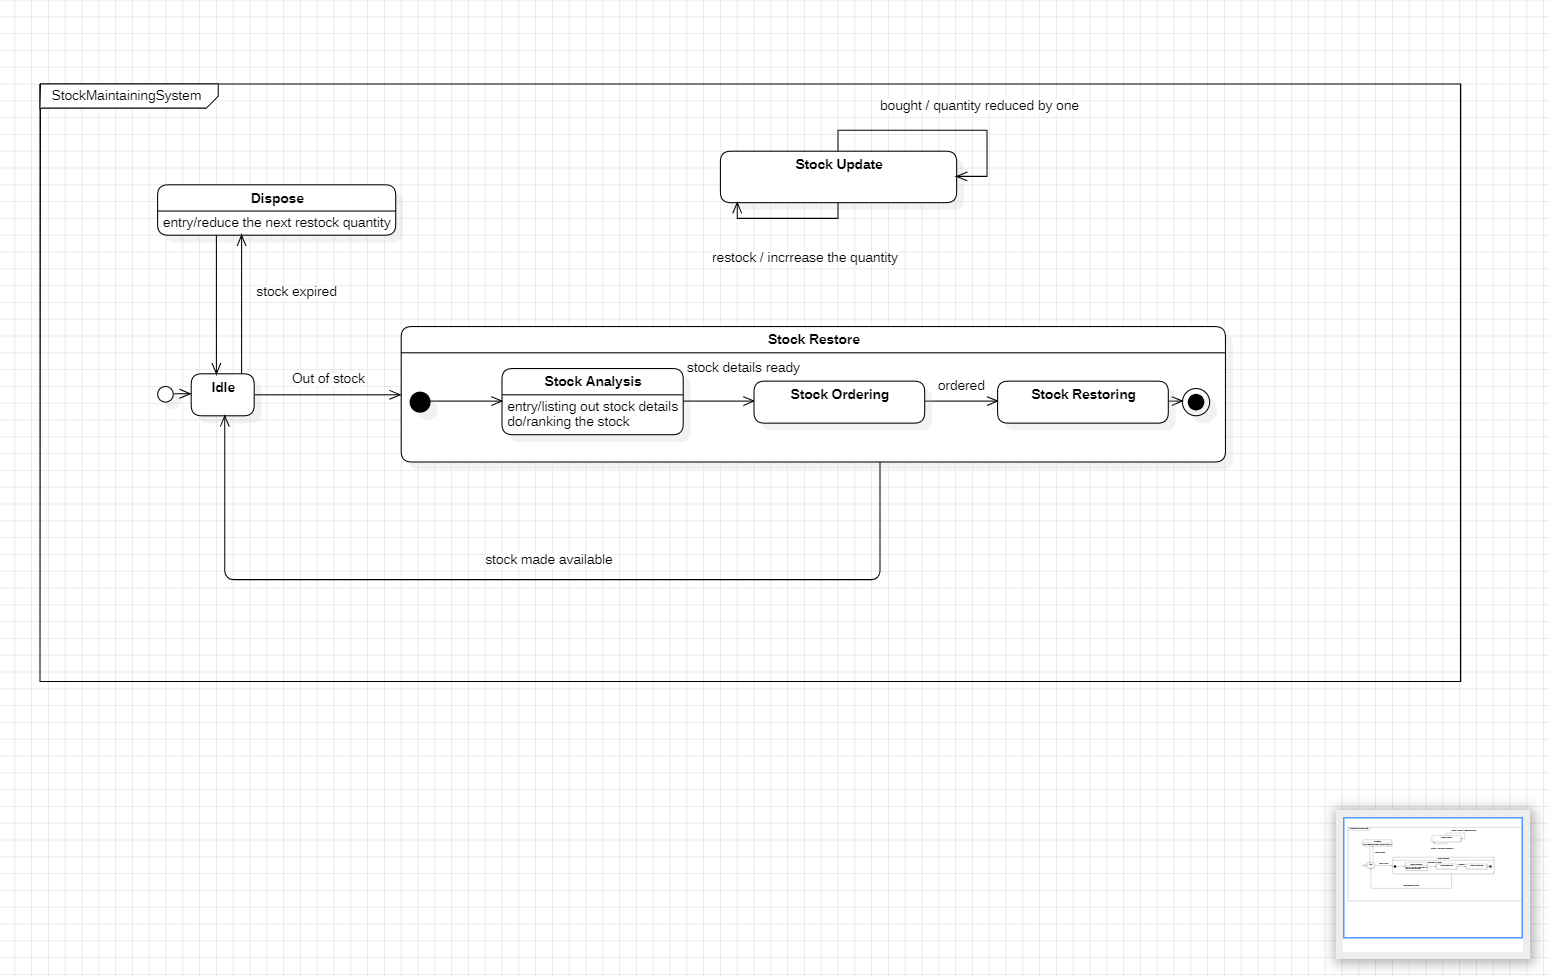 StockMaintainingSystem
bought / quantity reduced by one
Stock Update
Dispose
entry/reduce the next restock quantity
restock / incrrease the quantity
stock expired
Stock Restore
Idle
Out of stock
Stock Analysis
entry/listing out stock details
do/ranking the stock
stock details ready
Stock Ordering
ordered
Stock Restoring
stock made available